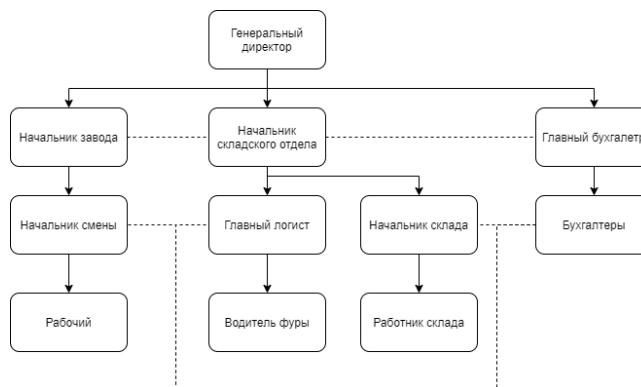 Генеральный
директор
Начальник завода
Начальник
складского отдела
Главный бухгалетр
Начальник смены
Главный логист
Начальник склада
Бухгалтеры
Рабочий
Водитель фуры
Работник склада